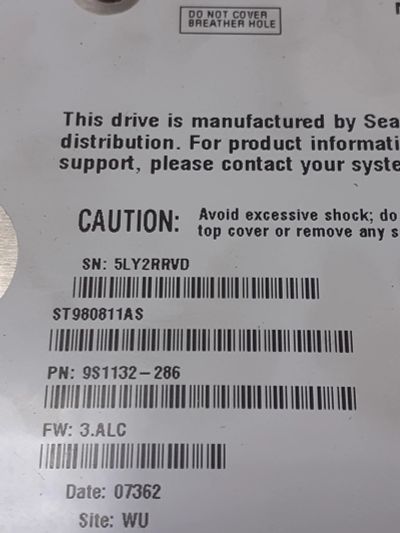 DO NOT COVER
BREATHER HOLE
This drive is manufactured by Sea
distribution. For product informati
support, please contact your syste
CAUTION:
Avoid excessive shock; do
top cover or remove any s
SN: 5LY2RRVD
ST980811AS
PN: 9S1132-286
FW: 3.ALC
Date: 07362
Site: WU